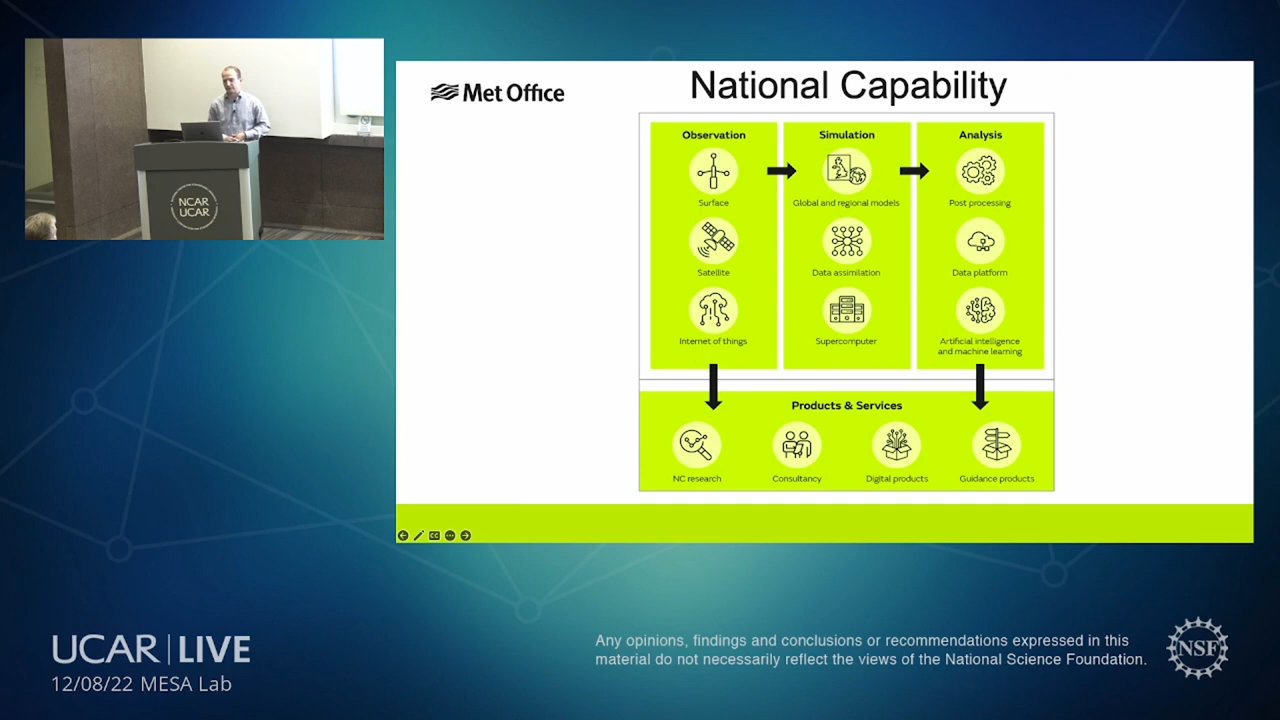 NCAR
UCAR
Met Office
National Capability
Observation
Surface
Satellite
Internet of things
Simulation
Global and regional models
Data assimilation
Supercomputer
Analysis
Post processing
Data platform
Artificial intelligence
and machine learning
Products & Services
NC research
Consultancy
Digital products
Guidance products
CC
UCAR | LIVE
12/08/22 MESA Lab
Any opinions, findings and conclusions or recommendations expressed in this
material do not necessarily reflect the views of the National Science Foundation.
NSF